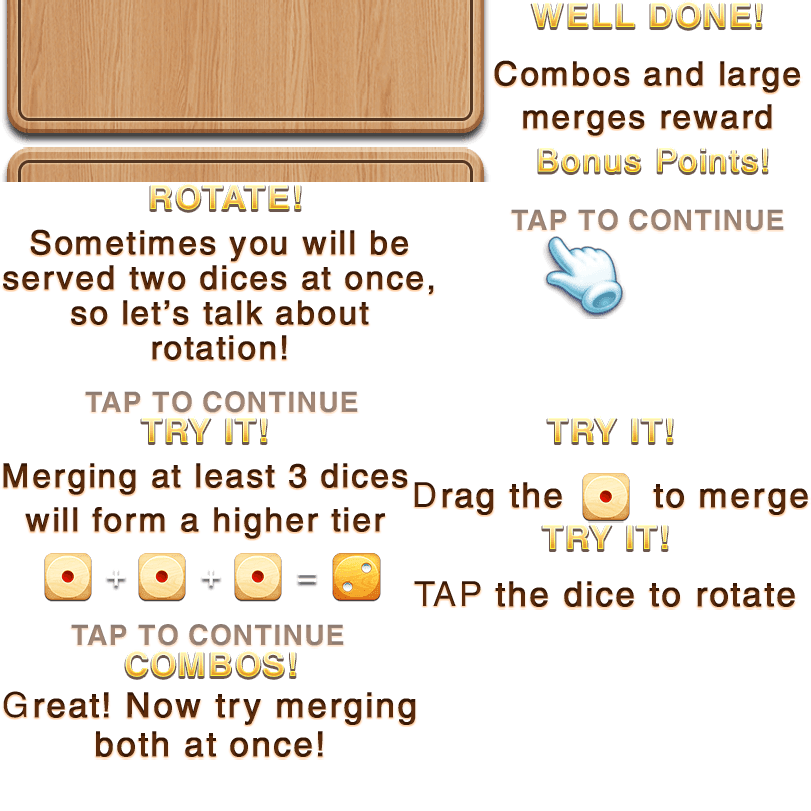 WELL DONE!
Combos and large
merges reward
Bonus Points!
TAP TO CONTINUE
ROTATE!
Sometimes you will be
served two dices at once,
so let’s talk about
rotation!
TAP TO CONTINUE
TRY IT!
Merging at least 3 dices
will form a higher tier
+ + =
TAP TO CONTINUE
TRY IT!
Drag the to merge
TRY IT!
TAP the dice to rotate
COMBOS!
Great! Now try merging
both at once!